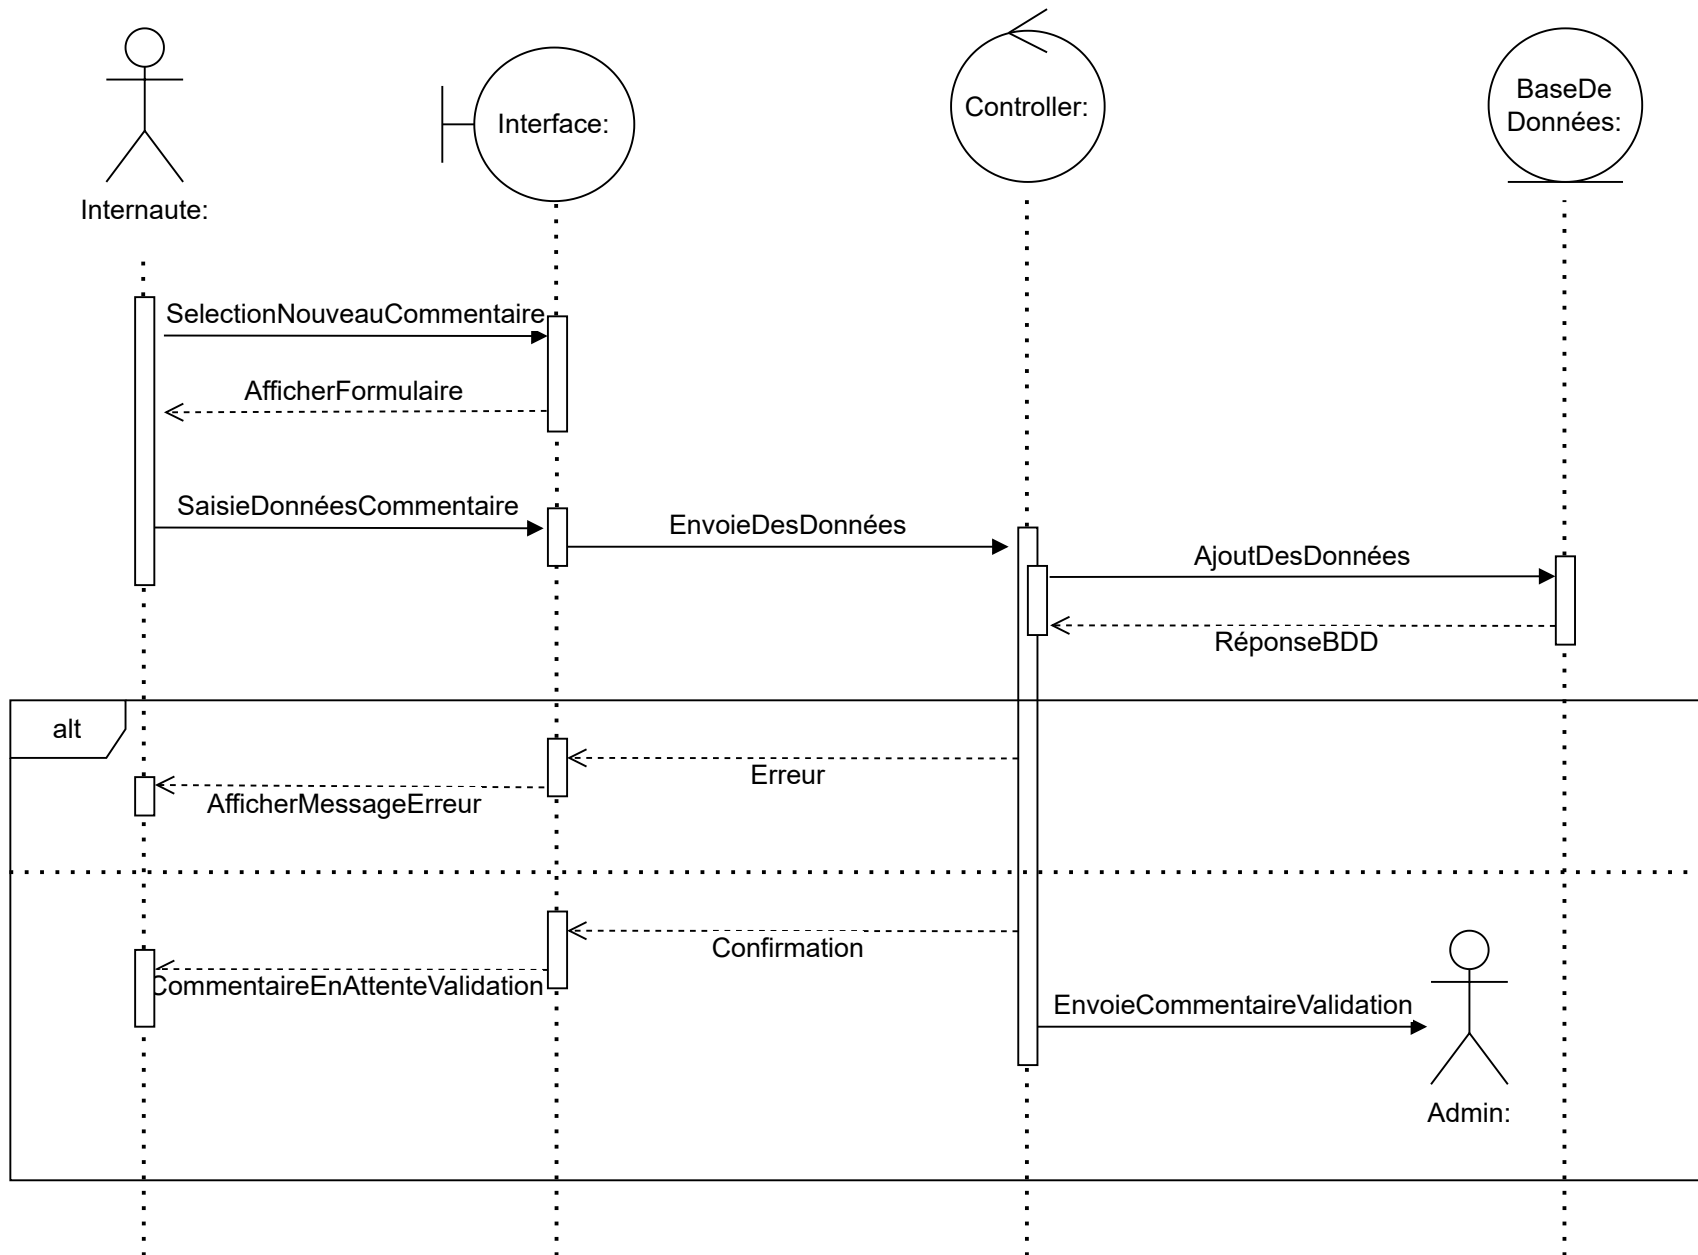 Internaute:
Interface:
Controller:
BaseDe
Données:
SelectionNouveauCommentaire
AfficherFormulaire
SaisieDonnéesCommentaire
EnvoieDesDonnées
AjoutDesDonnées
RéponseBDD
alt
Erreur
AfficherMessageErreur
Confirmation
CommentaireEnAttenteValidation
EnvoieCommentaireValidation
Admin: